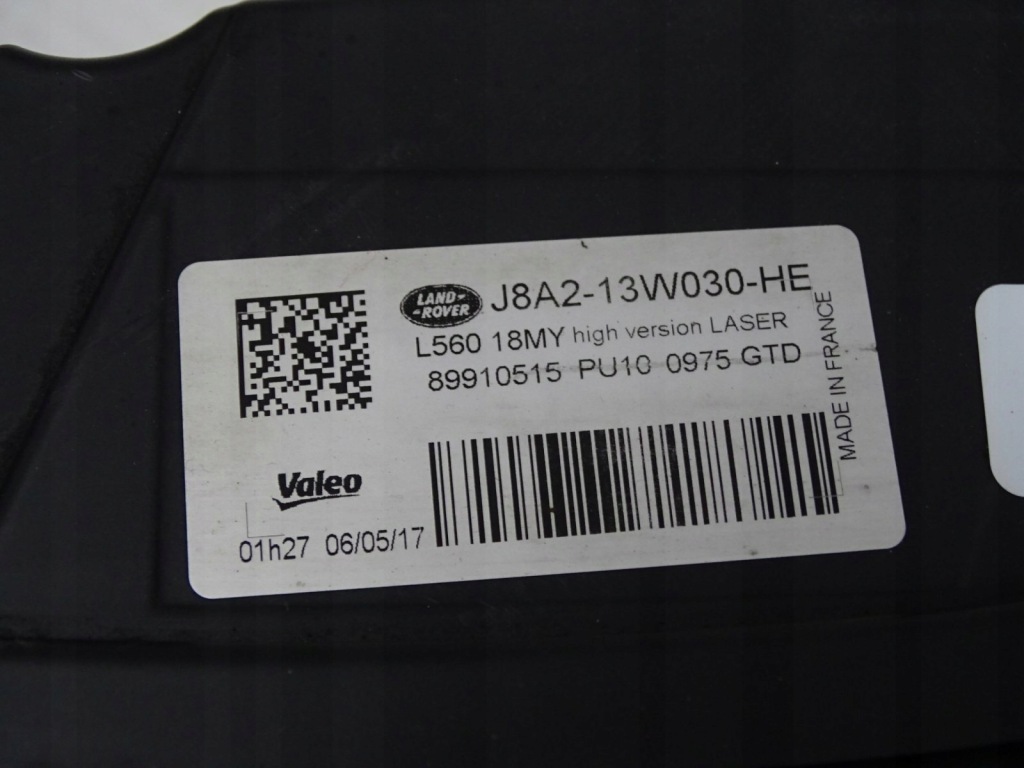 LAND-
-ROVER
J8A2-13W030-HE
L560 18MY high version LASER
89910515 PU10 0975 GTD
MADE IN FRANCE
Valeo
01h27 06/05/17